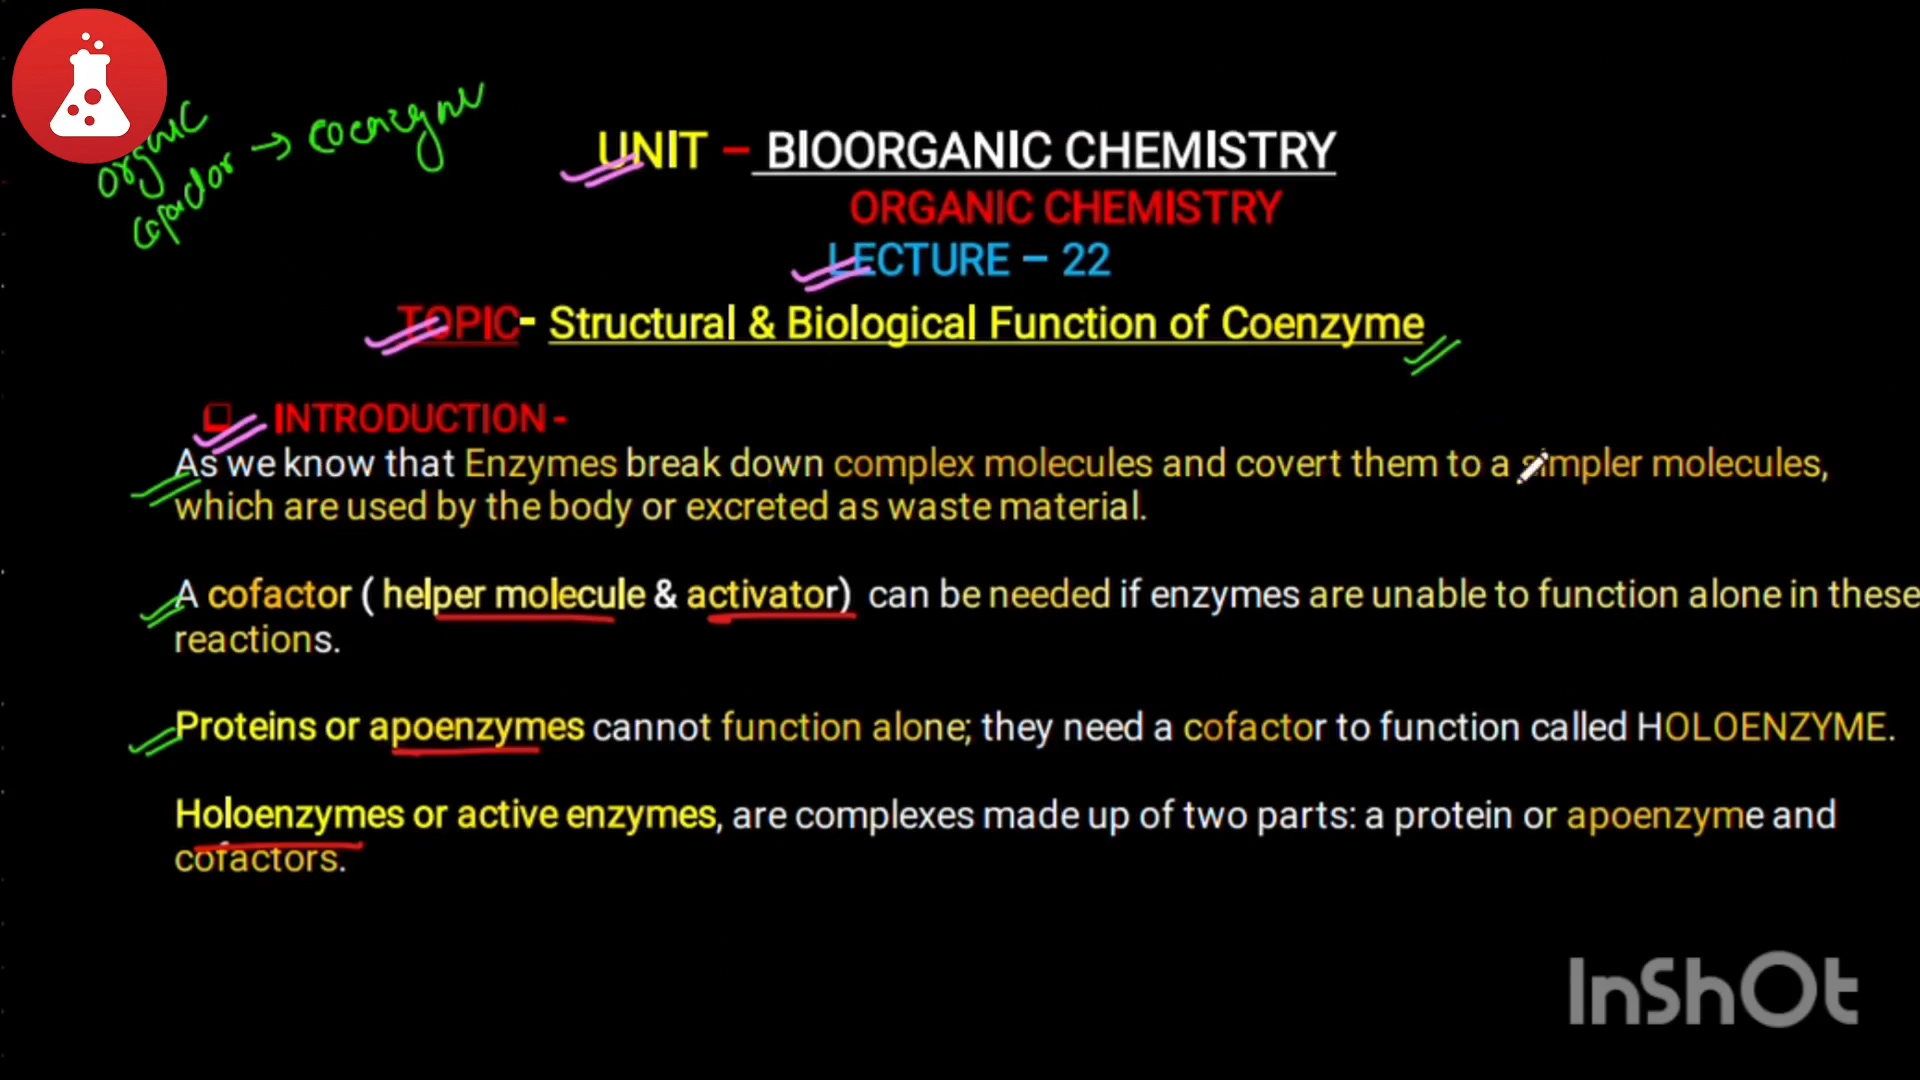 organic
cofactor → coenzyme
UNIT – BIOORGANIC CHEMISTRY
ORGANIC CHEMISTRY
LECTURE – 22
TOPIC- Structural & Biological Function of Coenzyme
INTRODUCTION -
As we know that Enzymes break down complex molecules and covert them to a simpler molecules,
which are used by the body or excreted as waste material.
A cofactor ( helper molecule & activator) can be needed if enzymes are unable to function alone in these
reactions.
Proteins or apoenzymes cannot function alone; they need a cofactor to function called HOLOENZYME.
Holoenzymes or active enzymes, are complexes made up of two parts: a protein or apoenzyme and
cofactors.
InShOt